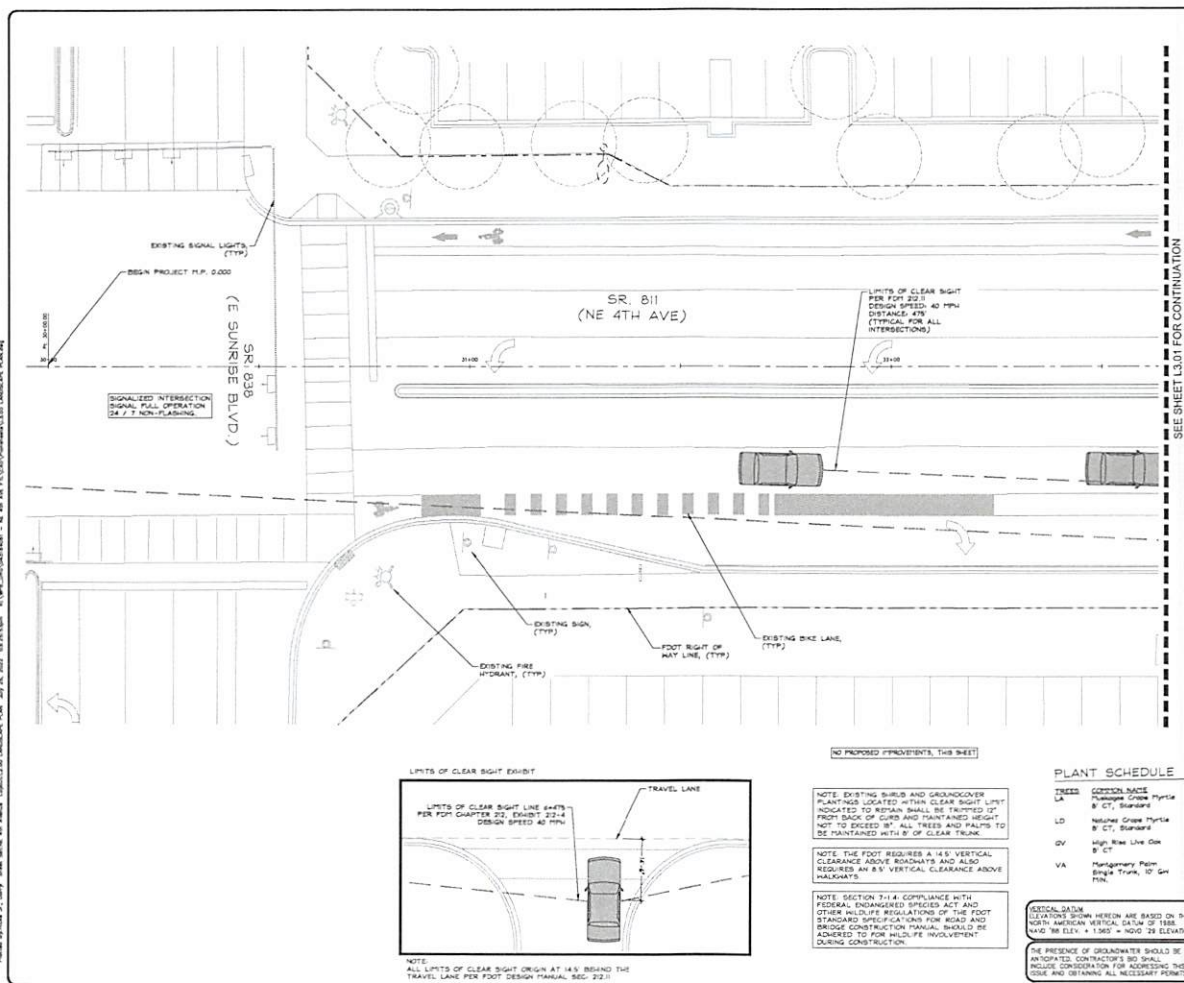 EXISTING SIGNAL LIGHTS,
(TYP)
BEGIN PROJECT M.P. 0.000
SR. 838
(E SUNRISE BLVD.)
SIGNALIZED INTERSECTION
SIGNAL FULL OPERATION
24 / 7 NON-FLASHING.
SR. 811
(NE 4TH AVE)
31+00
LIMITS OF CLEAR SIGHT
PER FDM 212.11
DESIGN SPEED: 40 MPH
DISTANCE: 475'
(TYPICAL FOR ALL
INTERSECTIONS)
SEE SHEET L3.01 FOR CONTINUATION
EXISTING SIGN,
(TYP)
EXISTING FIRE
HYDRANT, (TYP)
FDOT RIGHT OF
WAY LINE, (TYP)
EXISTING BIKE LANE,
(TYP)
NO PROPOSED IMPROVEMENTS, THIS SHEET
LIMITS OF CLEAR SIGHT EXHIBIT
TRAVEL LANE
LIMITS OF CLEAR SIGHT LINE d=475
PER FDM CHAPTER 212, EXHIBIT 212-4
DESIGN SPEED 40 MPH
14.5'
NOTE:
ALL LIMITS OF CLEAR SIGHT ORIGIN AT 14.5' BEHIND THE
TRAVEL LANE PER FDOT DESIGN MANUAL SEC. 212.11
NOTE: EXISTING SHRUB AND GROUNDCOVER
PLANTINGS LOCATED WITHIN CLEAR SIGHT LIMIT
INDICATED TO REMAIN SHALL BE TRIMMED 12"
FROM BACK OF CURB AND MAINTAINED HEIGHT
NOT TO EXCEED 18". ALL TREES AND PALMS TO
BE MAINTAINED WITH 8' OF CLEAR TRUNK.
NOTE: THE FDOT REQUIRES A 14.5' VERTICAL
CLEARANCE ABOVE ROADWAYS AND ALSO
REQUIRES AN 8.5' VERTICAL CLEARANCE ABOVE
WALKWAYS.
NOTE: SECTION 7-1.4: COMPLIANCE WITH
FEDERAL ENDANGERED SPECIES ACT AND
OTHER WILDLIFE REGULATIONS OF THE FDOT
STANDARD SPECIFICATIONS FOR ROAD AND
BRIDGE CONSTRUCTION MANUAL SHOULD BE
ADHERED TO FOR WILDLIFE INVOLVEMENT
DURING CONSTRUCTION.
PLANT SCHEDULE
TREES COMMON NAME
LA Muskogee Crape Myrtle
8' CT, Standard
LD Natchez Crape Myrtle
8' CT, Standard
QV High Rise Live Oak
8' CT
VA Montgomery Palm
Single Trunk, 10' GW
MIN.
VERTICAL DATUM
ELEVATIONS SHOWN HEREON ARE BASED ON TH
NORTH AMERICAN VERTICAL DATUM OF 1988.
NAVD '88 ELEV. + 1.565' = NGVD '29 ELEVATI
THE PRESENCE OF GROUNDWATER SHOULD BE
ANTICIPATED. CONTRACTOR'S BID SHALL
INCLUDE CONSIDERATION FOR ADDRESSING THIS
ISSUE AND OBTAINING ALL NECESSARY PERMITS